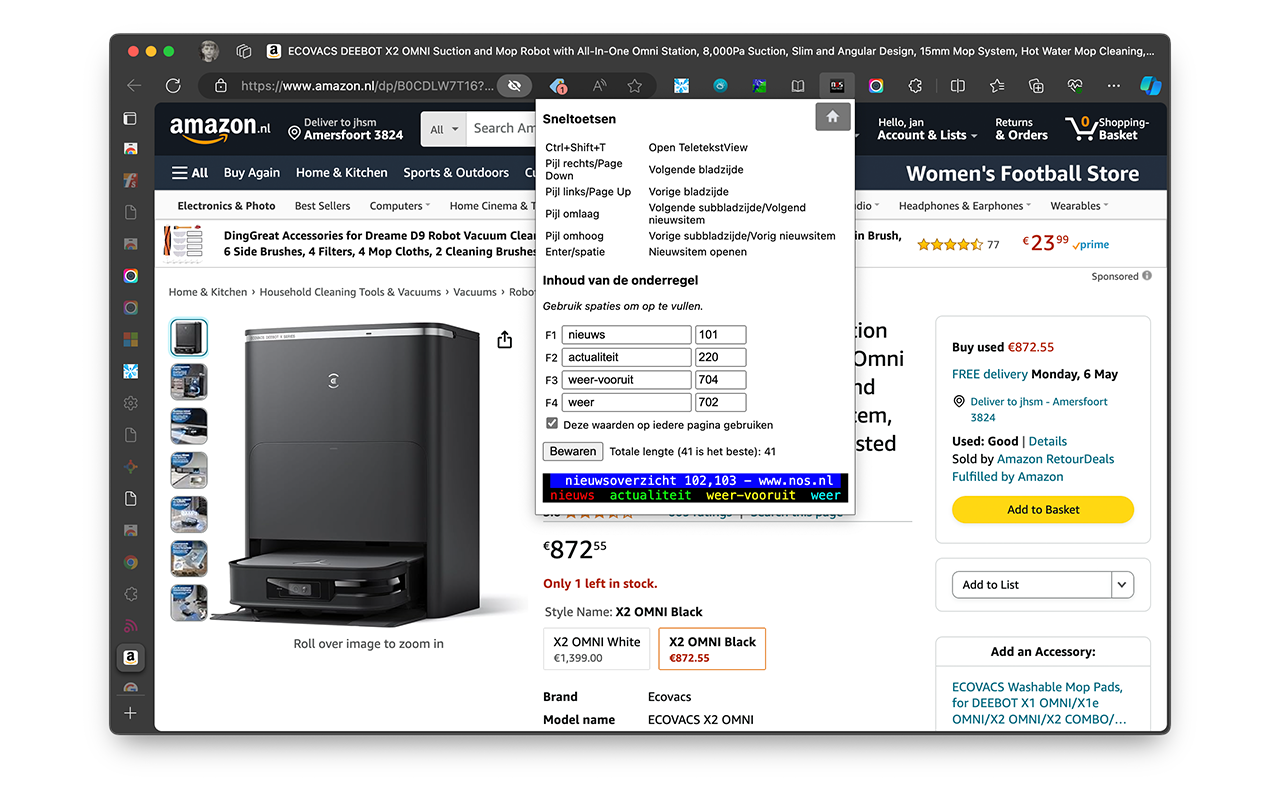 ECOVACS DEEBOT X2 OMNI Suction and Mop Robot with All-In-One Omni Station, 8,000Pa Suction, Slim and Angular Design, 15mm Mop System, Hot Water Mop Cleaning,...
https://www.amazon.nl/dp/B0CDLW7T16?...
1
amazon.nl
Deliver to jhsm
Amersfoort 3824
All
Search Am
Hello, jan
Account & Lists
Returns
& Orders
0
Shopping-
Basket
All
Buy Again
Home & Kitchen
Sports & Outdoors
Women's Football Store
Electronics & Photo
Best Sellers
Computers
Home Cinema & T
dio
Headphones & Earphones
Wearables
DingGreat Accessories for Dreame D9 Robot Vacuum Clea
6 Side Brushes, 4 Filters, 4 Mop Cloths, 2 Cleaning Brushes
in Brush,
77
€23 99
prime
Sponsored
Home & Kitchen › Household Cleaning Tools & Vacuums › Vacuums › Robo
Sneltoetsen
Ctrl+Shift+T Open TeletekstView
Pijl rechts/Page Down Volgende bladzijde
Pijl links/Page Up Vorige bladzijde
Pijl omlaag Volgende subbladzijde/Volgend nieuwsitem
Pijl omhoog Vorige subbladzijde/Vorig nieuwsitem
Enter/spatie Nieuwsitem openen
Inhoud van de onderregel
Gebruik spaties om op te vullen.
F1 nieuws 101
F2 actualiteit 220
F3 weer-vooruit 704
F4 weer 702
Deze waarden op iedere pagina gebruiken
Bewaren Totale lengte (41 is het beste): 41
nieuwsoverzicht 102,103 - www.nos.nl
nieuws actualiteit weer-vooruit weer
tion
Omni
nd
tem,
sted
Roll over image to zoom in
€872 55
Only 1 left in stock.
Style Name: X2 OMNI Black
X2 OMNI White
€1,399.00
X2 OMNI Black
€872.55
Brand Ecovacs
Model name ECOVACS X2 OMNI
Buy used €872.55
FREE delivery Monday, 6 May
Deliver to jhsm - Amersfoort
3824
Used: Good | Details
Sold by Amazon RetourDeals
Fulfilled by Amazon
Add to Basket
Add to List
Add an Accessory:
ECOVACS Washable Mop Pads,
for DEEBOT X1 OMNI/X1e
OMNI/X2 OMNI/X2 COMBO/...